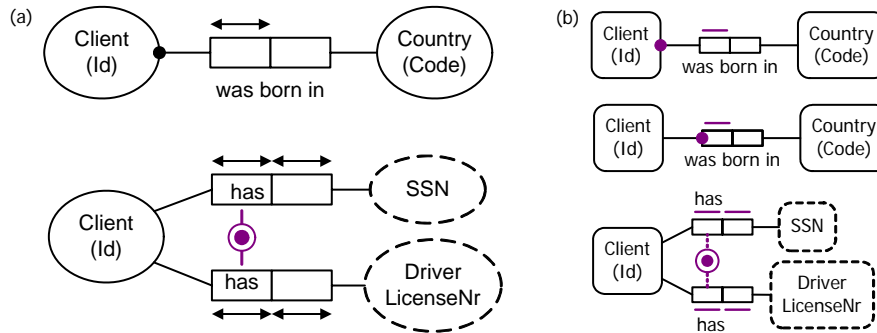 (a)
Client
(Id)
Country
(Code)
was born in
Client
(Id)
has
SSN
has
Driver
LicenseNr
(b)
Client
(Id)
Country
(Code)
was born in
Client
(Id)
Country
(Code)
was born in
has
Client
(Id)
SSN
Driver
LicenseNr
has